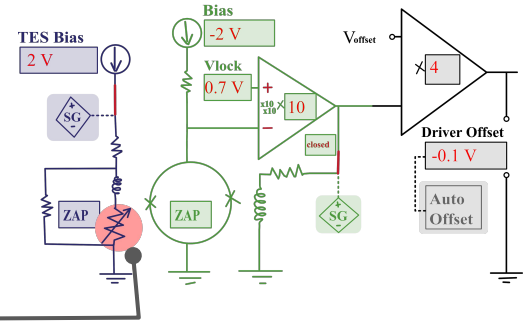 Bias
-2 V
TES Bias
2 V
V offset
Vlock
0.7 V
+
x10
x10
× 10
−
× 4
SG
closed
Driver Offset
-0.1 V
ZAP
ZAP
SG
Auto
Offset